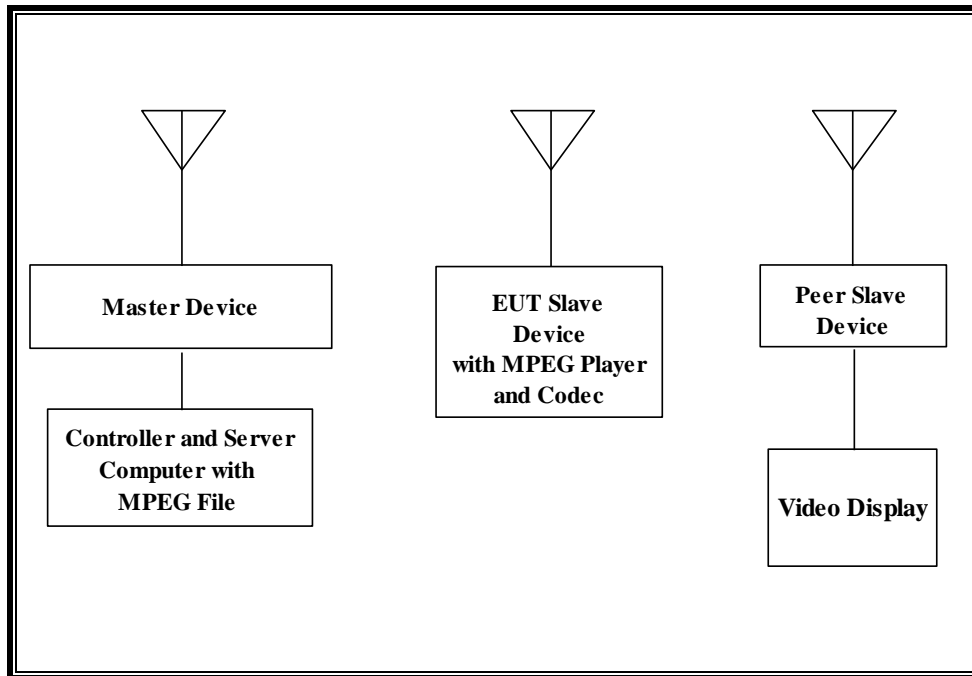 Master Device
Controller and Server
Computer with
MPEG File
EUT Slave
Device
with MPEG Player
and Codec
Peer Slave
Device
Video Display